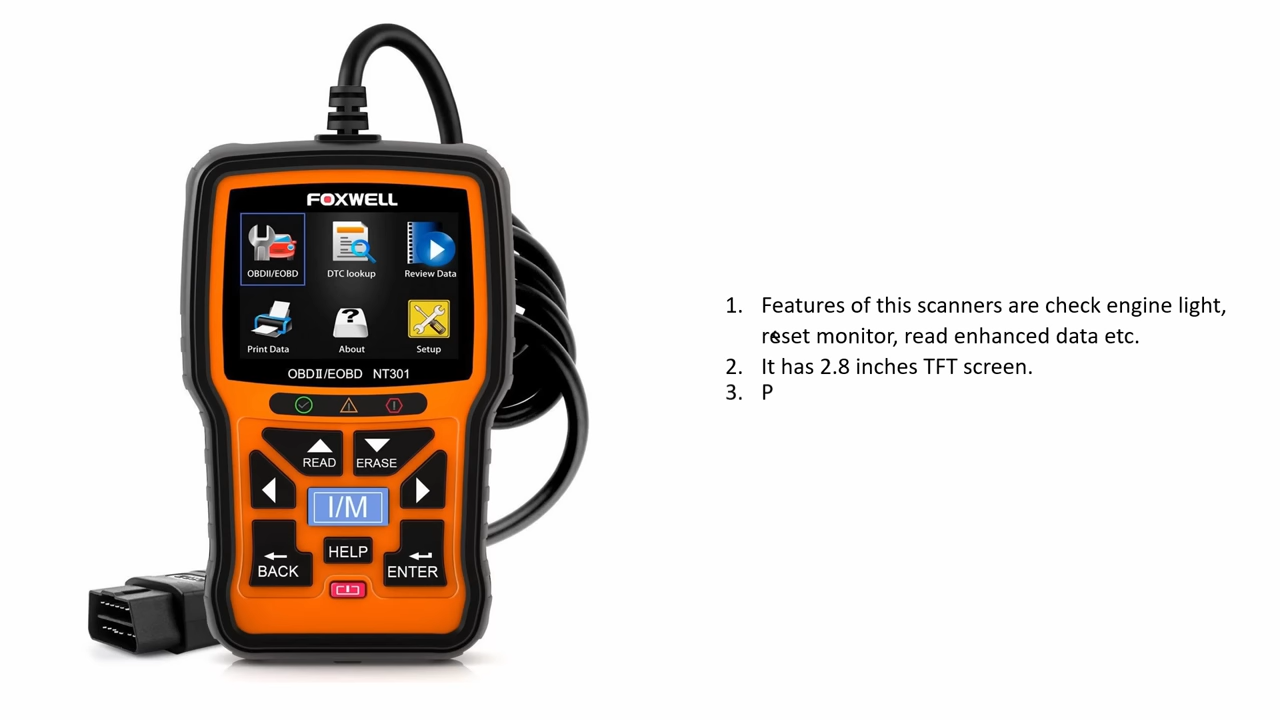 FOXWELL
OBDII/EOBD
DTC lookup
Review Data
Print Data
?
About
Setup
OBDII/EOBD NT301
READ
ERASE
I/M
HELP
BACK
ENTER
1. Features of this scanners are check engine light,
reset monitor, read enhanced data etc.
2. It has 2.8 inches TFT screen.
3. P